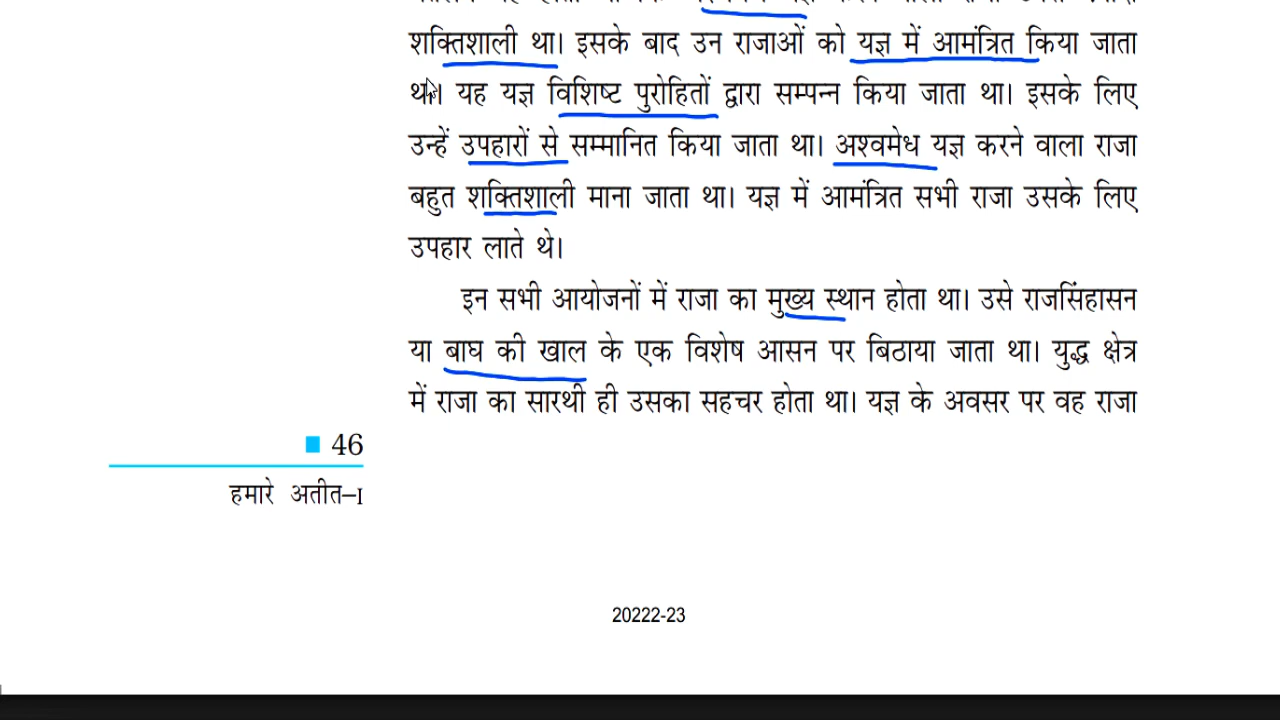 शक्तिशाली था। इसके बाद उन राजाओं को यज्ञ में आमंत्रित किया जाता
था। यह यज्ञ विशिष्ट पुरोहितों द्वारा सम्पन्न किया जाता था। इसके लिए
उन्हें उपहारों से सम्मानित किया जाता था। अश्वमेध यज्ञ करने वाला राजा
बहुत शक्तिशाली माना जाता था। यज्ञ में आमंत्रित सभी राजा उसके लिए
उपहार लाते थे।
इन सभी आयोजनों में राजा का मुख्य स्थान होता था। उसे राजसिंहासन
या बाघ की खाल के एक विशेष आसन पर बिठाया जाता था। युद्ध क्षेत्र
में राजा का सारथी ही उसका सहचर होता था। यज्ञ के अवसर पर वह राजा
46
हमारे अतीत–I
20222-23